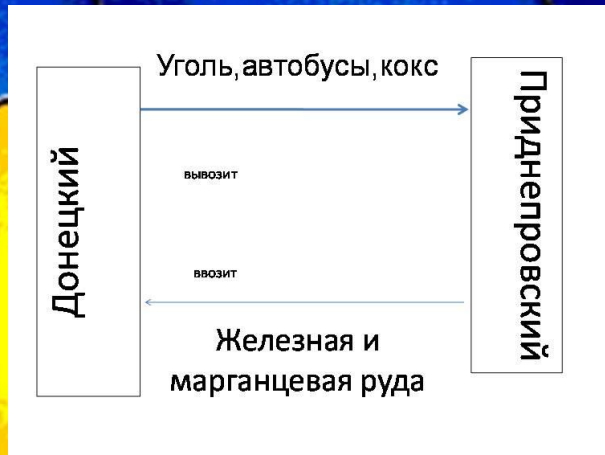 Уголь,автобусы,кокс
Донецкий
Приднепровский
вывозит
ввозит
Железная и
марганцевая руда